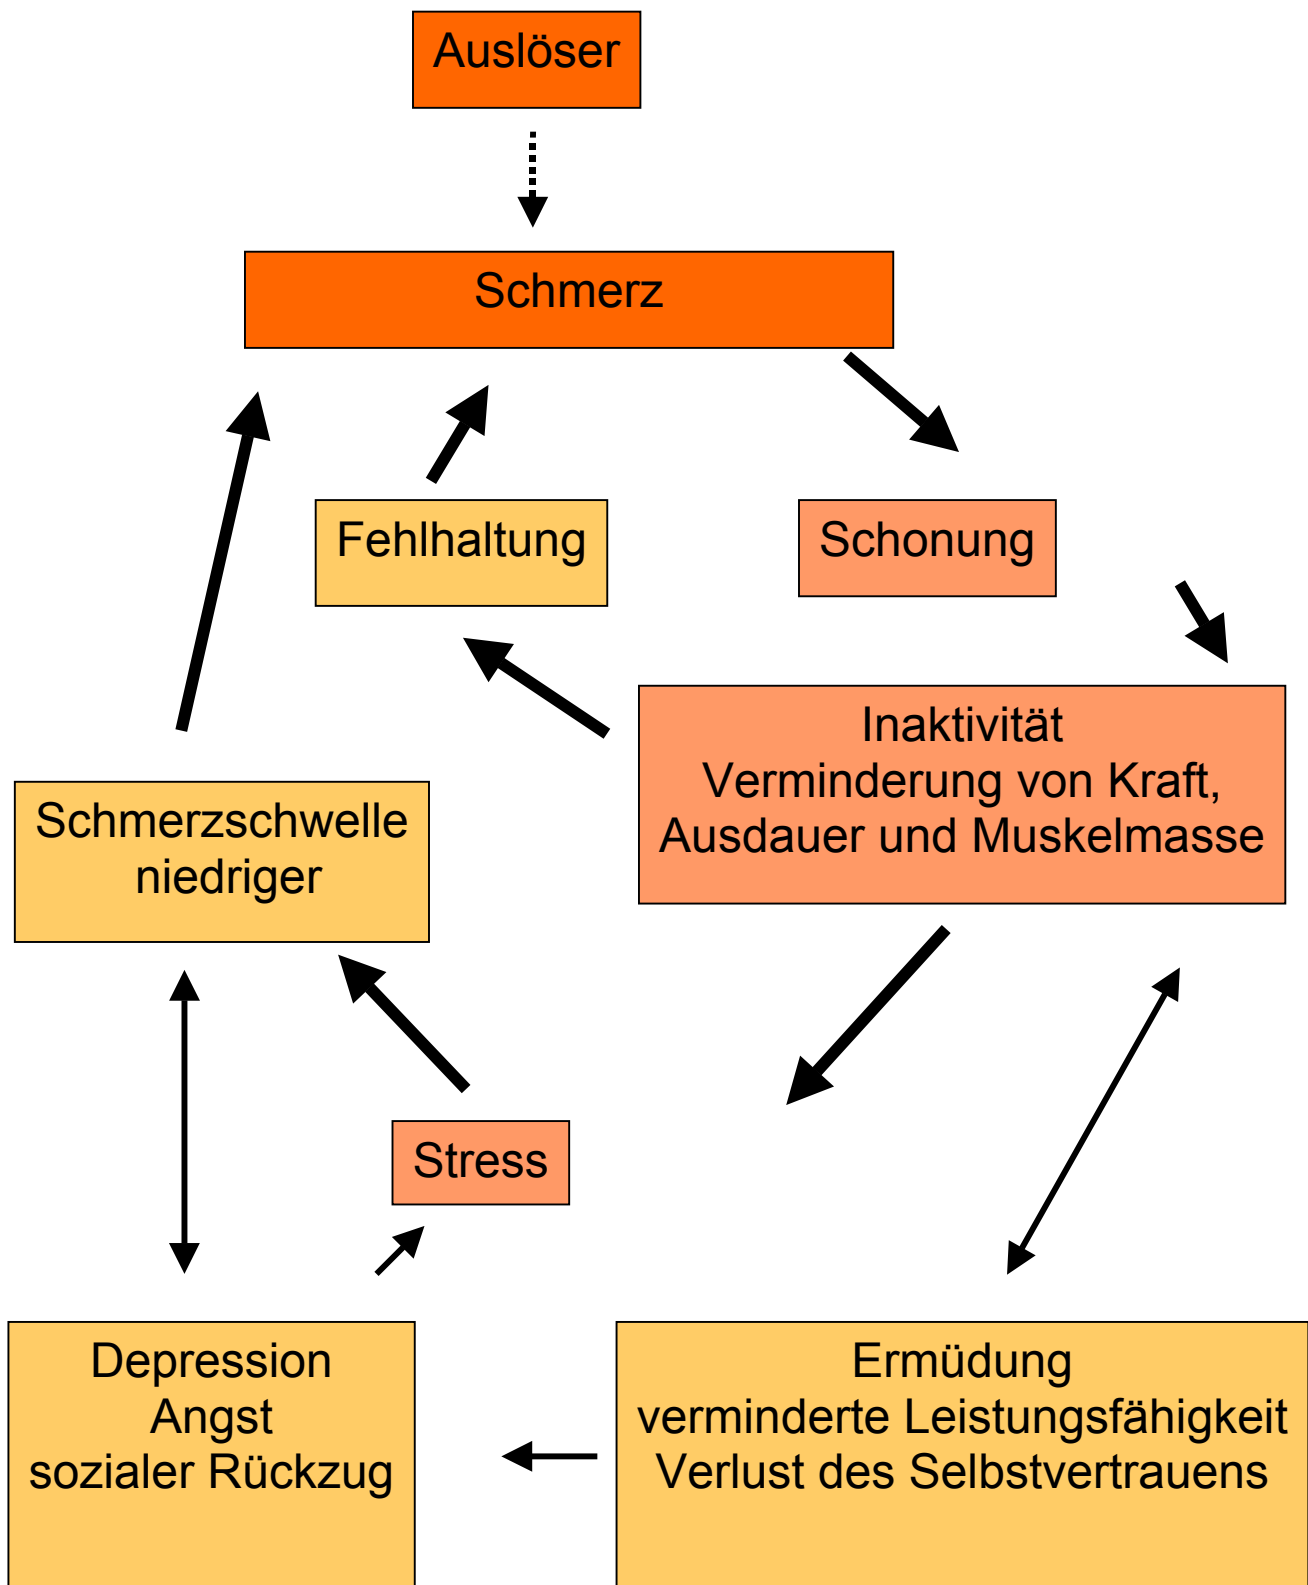 Auslöser
Schmerz
Fehlhaltung
Schonung
Inaktivität
Verminderung von Kraft,
Ausdauer und Muskelmasse
Schmerzschwelle
niedriger
Stress
Depression
Angst
sozialer Rückzug
Ermüdung
verminderte Leistungsfähigkeit
Verlust des Selbstvertrauens